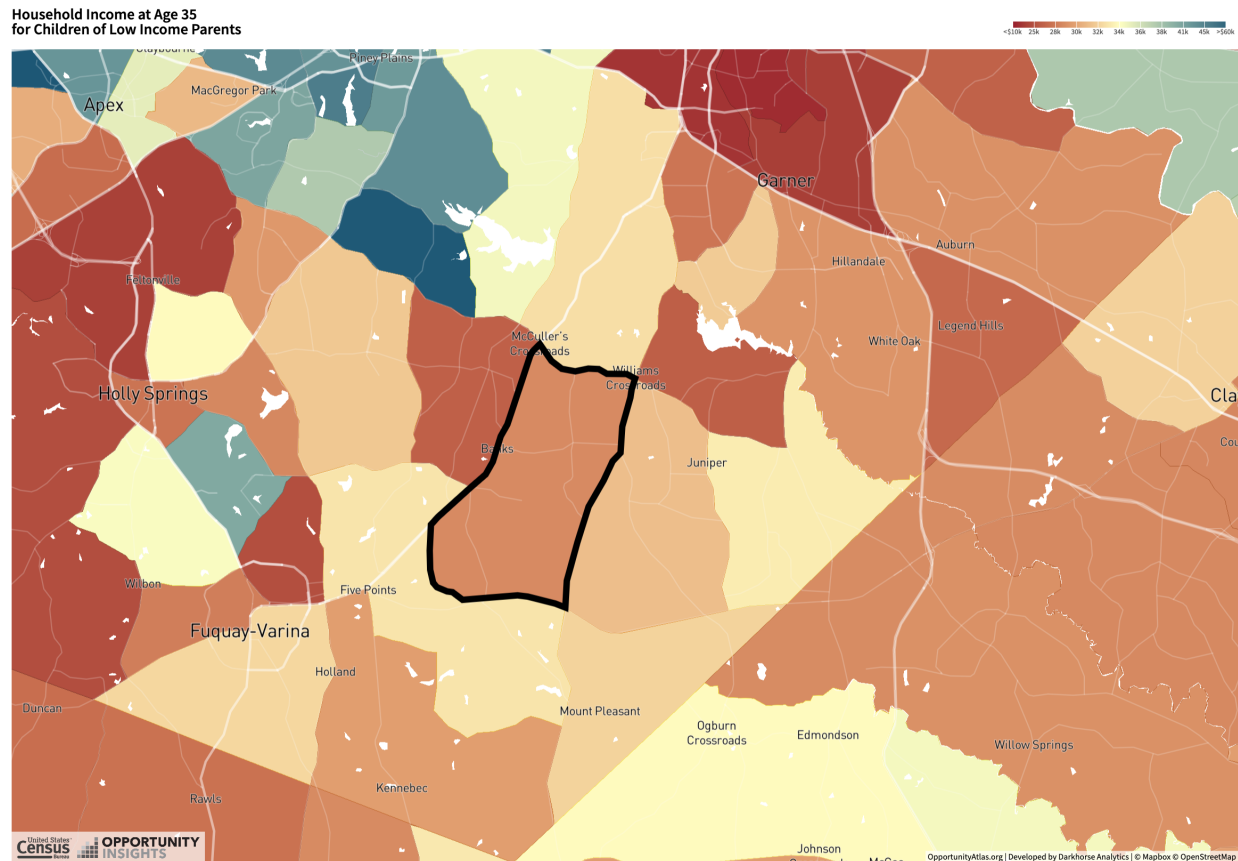 Household Income at Age 35
for Children of Low Income Parents
<$10k 25k 28k 30k 32k 34k 36k 38k 41k 45k >$60k
Claybourne
Piney Plains
MacGregor Park
Apex
Garner
Auburn
Hillandale
Feltonville
Legend Hills
McCuller's
Crossroads
White Oak
Williams
Crossroads
Holly Springs
Cla
Cou
Banks
Juniper
Wilbon
Five Points
Fuquay-Varina
Holland
Duncan
Mount Pleasant
Ogburn
Crossroads
Edmondson
Willow Springs
Kennebec
Rawls
United States®
Census
Bureau
OPPORTUNITY
INSIGHTS
Johnson
OpportunityAtlas.org | Developed by Darkhorse Analytics | © Mapbox © OpenStreetMap